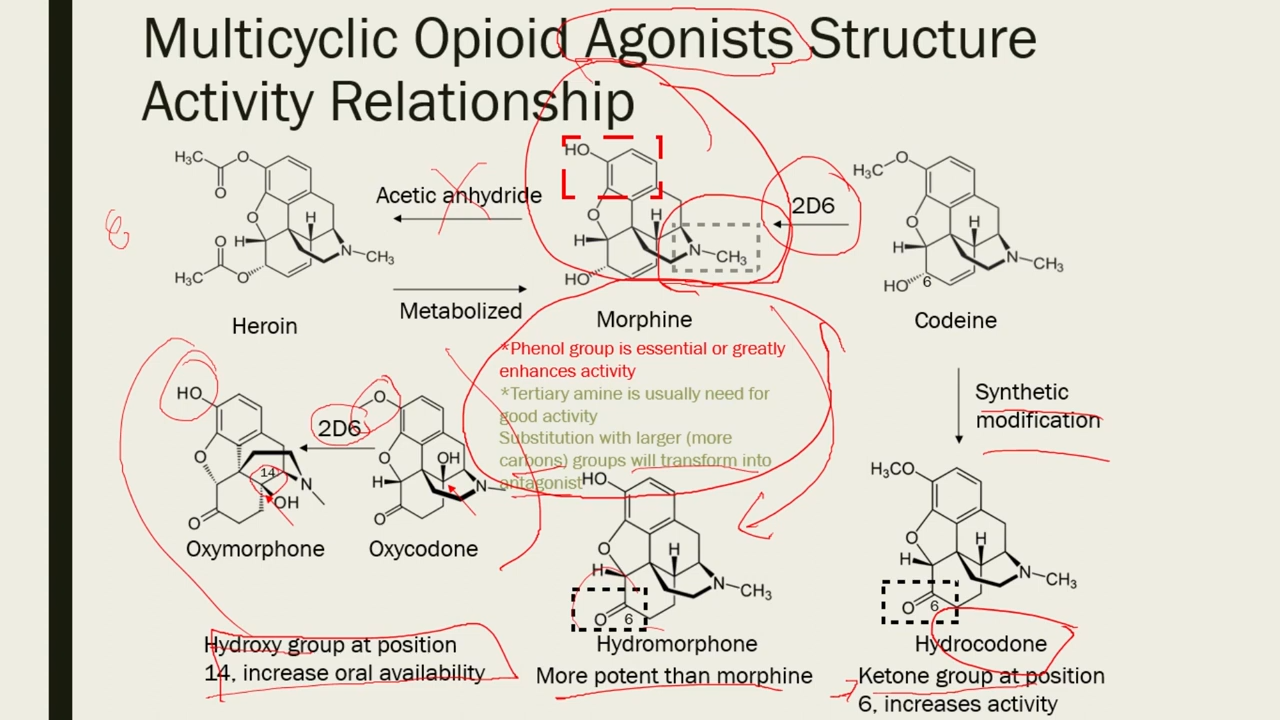 Multicyclic Opioid Agonists Structure
Activity Relationship
H₃C
O
O
O
O
H
H
N
CH₃
O
H₃C
O
Heroin
Acetic anhydride
Metabolized
HO
O
H
H
N
CH₃
HO
Morphine
2D6
H₃C
O
O
H
H
N
CH₃
HO
6
Codeine
*Phenol group is essential or greatly
enhances activity
*Tertiary amine is usually need for
good activity
Substitution with larger (more
carbons) groups will transform into
antagonist
Synthetic
modification
HO
O
14
N
OH
O
Oxymorphone
2D6
O
O
OH
H
N
O
Oxycodone
HO
O
H
H
N
CH₃
O
6
Hydromorphone
More potent than morphine
H₃CO
O
H
H
N
CH₃
O
6
Hydrocodone
Ketone group at position
6, increases activity
Hydroxy group at position
14, increase oral availability